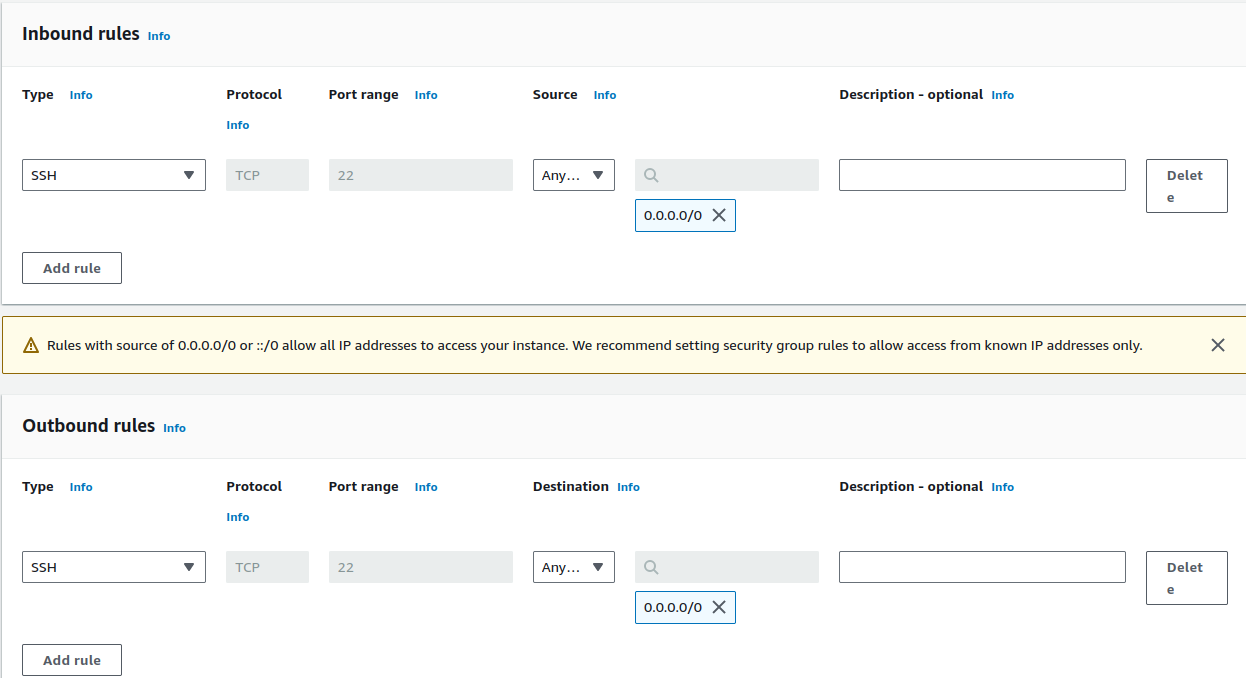 Inbound rules Info
Type Info Protocol Port range Info Source Info Description - optional Info
Info
SSH TCP 22 Any... Delet
e
0.0.0.0/0
Add rule
Rules with source of 0.0.0.0/0 or ::/0 allow all IP addresses to access your instance. We recommend setting security group rules to allow access from known IP addresses only.
Outbound rules Info
Type Info Protocol Port range Info Destination Info Description - optional Info
Info
SSH TCP 22 Any... Delet
e
0.0.0.0/0
Add rule